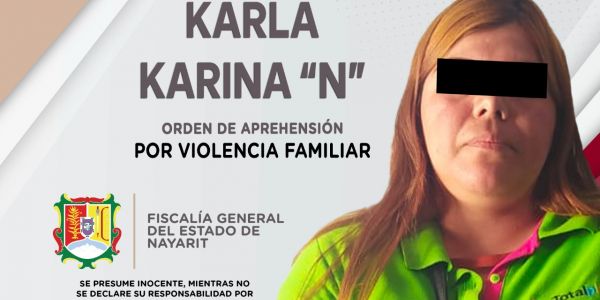 KARLA
KARINA "N"
ORDEN DE APREHENSIÓN
POR VIOLENCIA FAMILIAR
FISCALÍA GENERAL
DEL ESTADO DE
NAYARIT
SE PRESUME INOCENTE, MIENTRAS NO
SE DECLARE SU RESPONSABILIDAD POR
Total